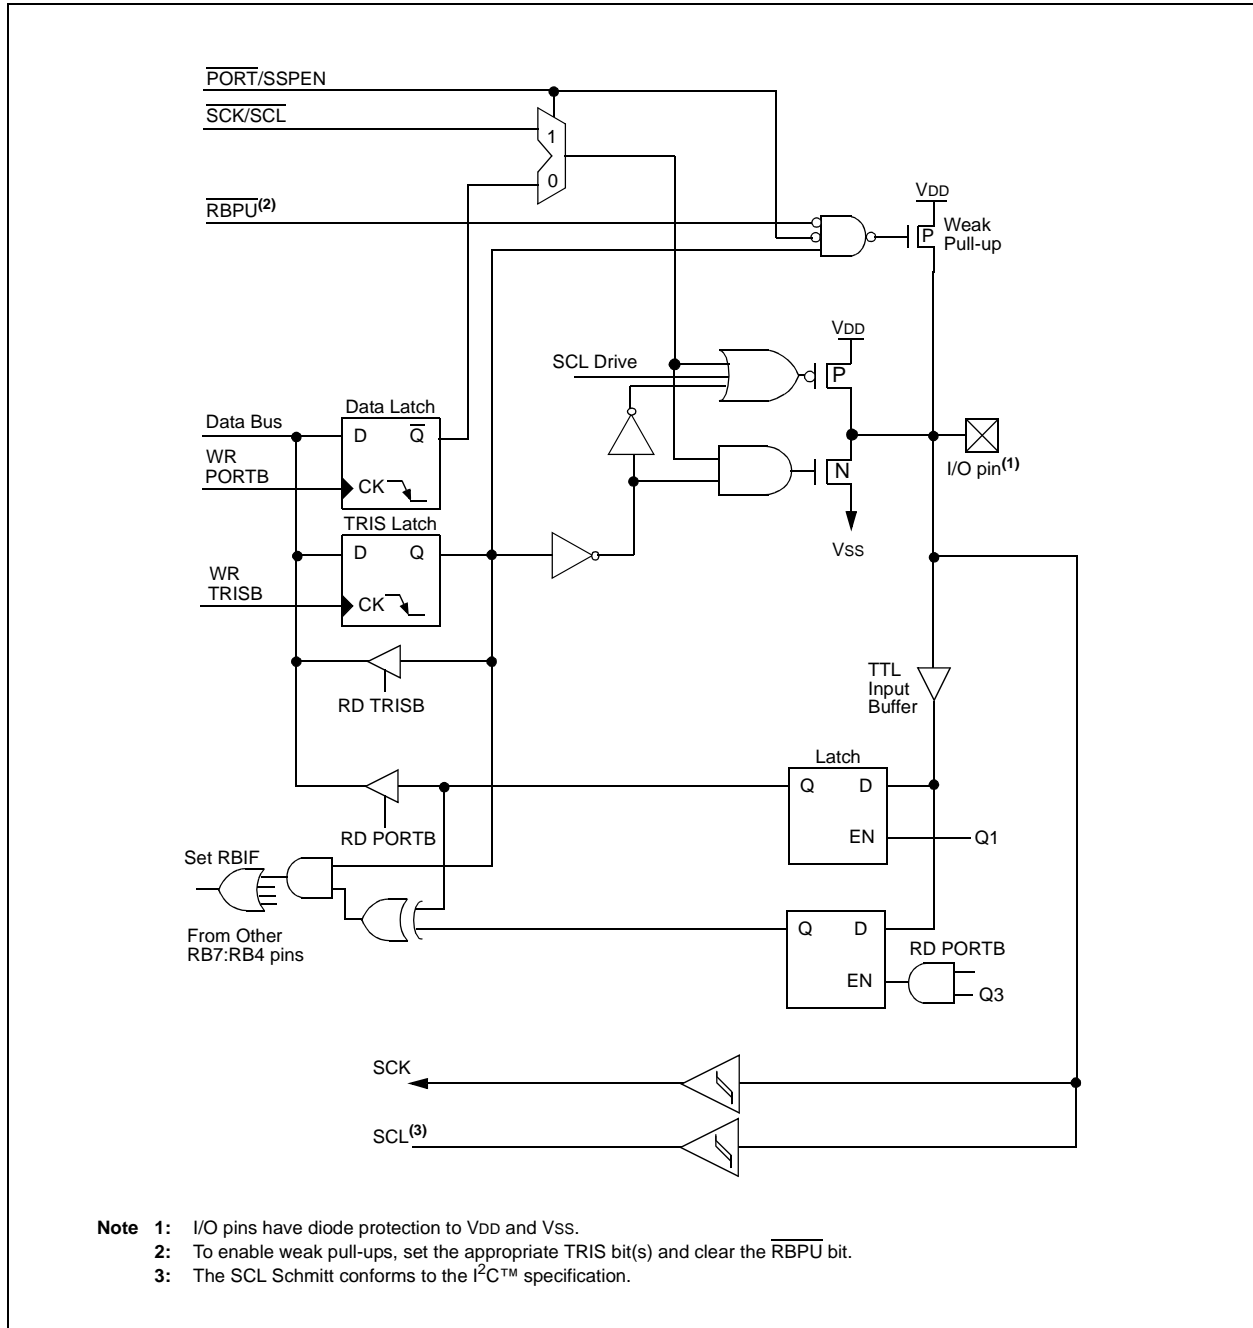 PORT/SSPEN
SCK/SCL
1
0
RBPU(2)
VDD
P
Weak
Pull-up
VDD
SCL Drive
P
Data Latch
Data Bus
D Q
WR
PORTB
CK
N
I/O pin(1)
VSS
TRIS Latch
D Q
WR
TRISB
CK
RD TRISB
TTL
Input
Buffer
Latch
Q D
RD PORTB
EN
Q1
Set RBIF
From Other
RB7:RB4 pins
Q D
RD PORTB
EN
Q3
SCK
SCL(3)
Note 1: I/O pins have diode protection to VDD and VSS.
2: To enable weak pull-ups, set the appropriate TRIS bit(s) and clear the RBPU bit.
3: The SCL Schmitt conforms to the I2C™ specification.